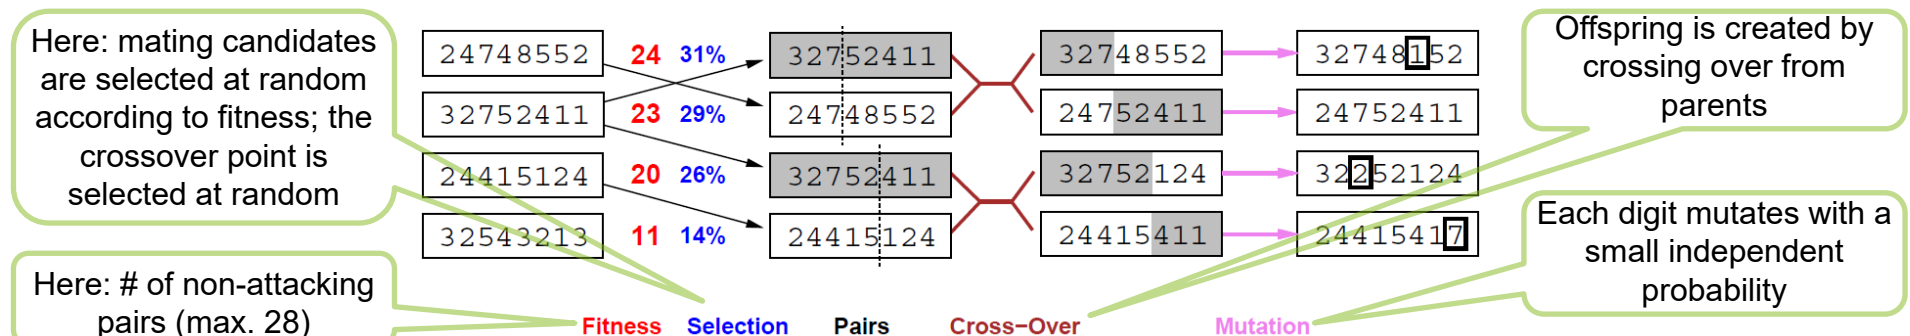 Here: mating candidates
are selected at random
according to fitness; the
crossover point is
selected at random
Here: # of non-attacking
pairs (max. 28)
24748552 24 31% 32752411 32748552 32748152
32752411 23 29% 24748552 24752411 24752411
24415124 20 26% 32752411 32752124 32252124
32543213 11 14% 24415124 24415411 24415417
Fitness Selection Pairs Cross−Over Mutation
Offspring is created by
crossing over from
parents
Each digit mutates with a
small independent
probability